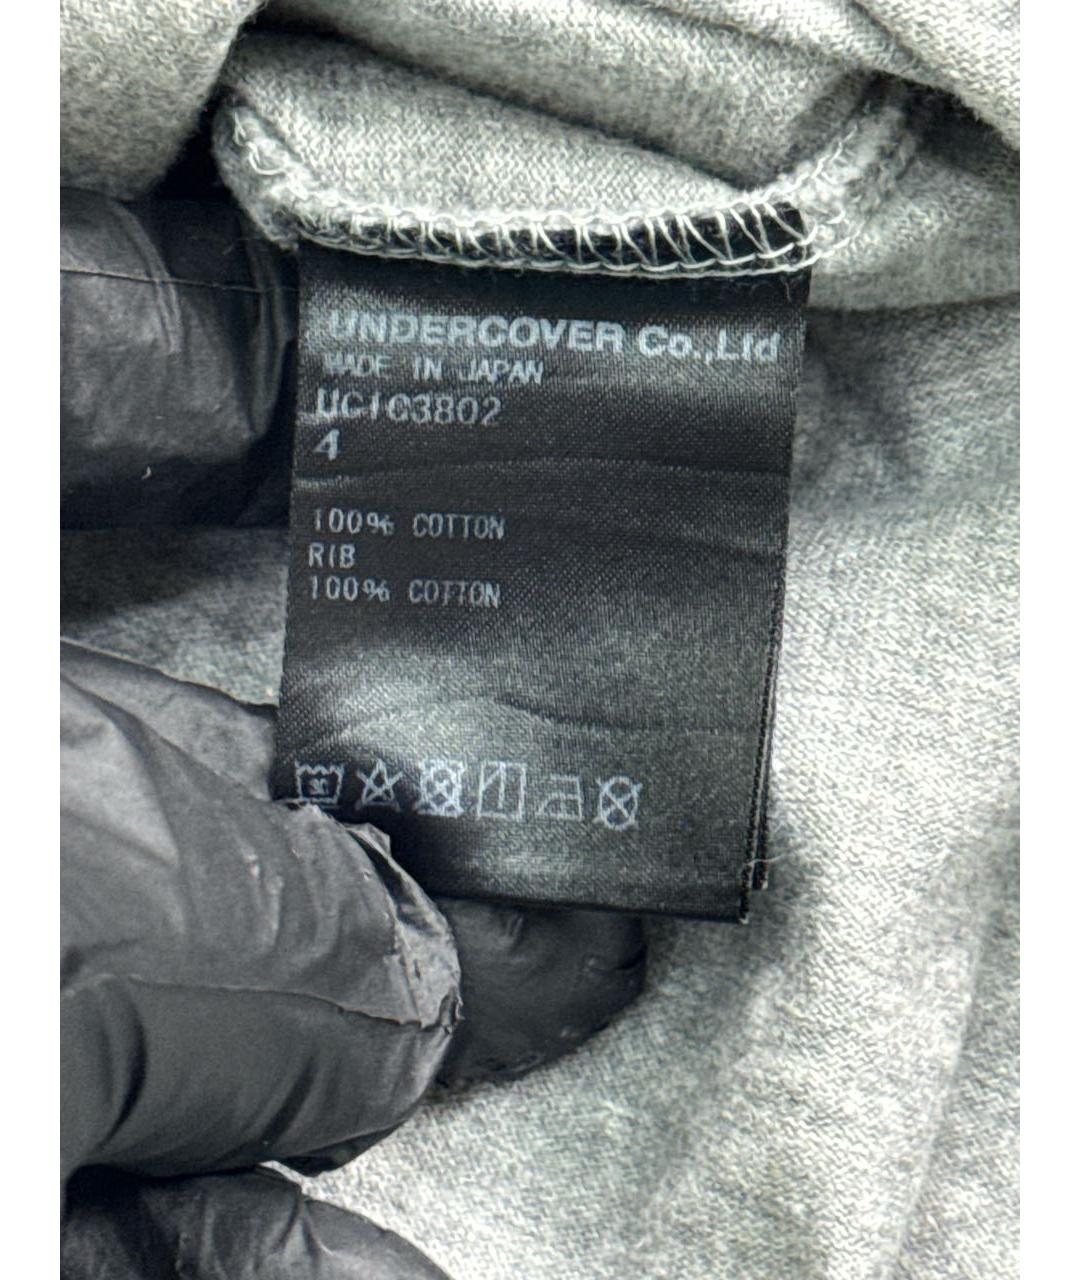 UNDERCOVER Co.,Ltd
MADE IN JAPAN
UC1C3802
4
100% COTTON
RIB
100% COTTON